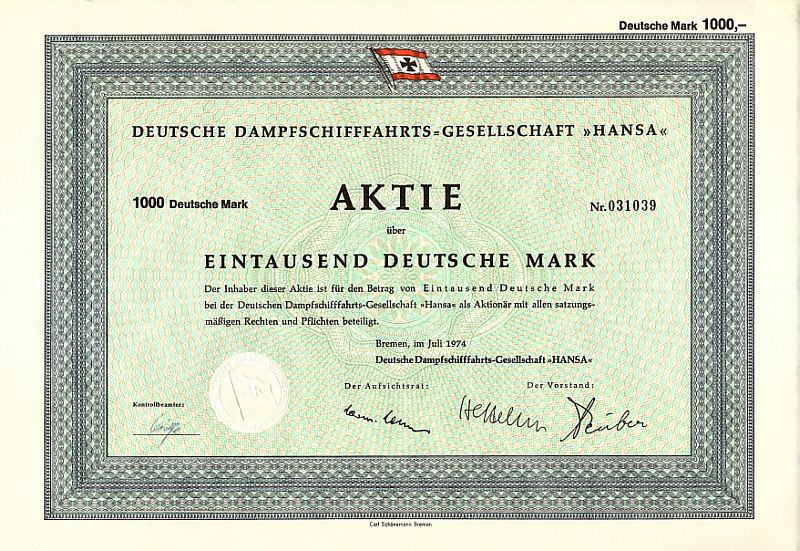 Deutsche Mark 1000,–
DEUTSCHE DAMPFSCHIFFFAHRTS=GESELLSCHAFT »HANSA«
1000 Deutsche Mark
AKTIE
Nr. 031039
über
EINTAUSEND DEUTSCHE MARK
Der Inhaber dieser Aktie ist für den Betrag von Eintausend Deutsche Mark
bei der Deutschen Dampfschifffahrts-Gesellschaft »Hansa« als Aktionär mit allen satzungs-
mäßigen Rechten und Pflichten beteiligt.
Bremen, im Juli 1974
Deutsche Dampfschifffahrts-Gesellschaft »HANSA«
Der Aufsichtsrat:
Der Vorstand:
Kontrollbeamter:
Carl Schünemann Bremen